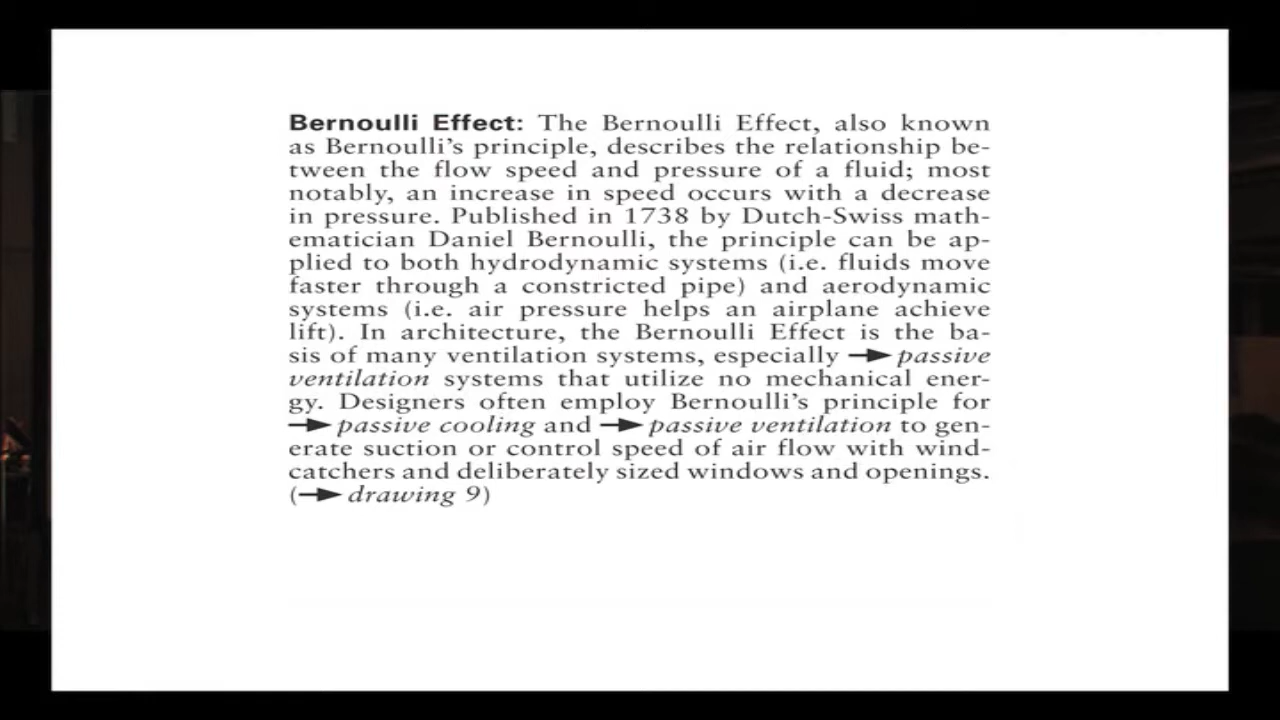 Bernoulli Effect: The Bernoulli Effect, also known
as Bernoulli's principle, describes the relationship be-
tween the flow speed and pressure of a fluid; most
notably, an increase in speed occurs with a decrease
in pressure. Published in 1738 by Dutch-Swiss math-
ematician Daniel Bernoulli, the principle can be ap-
plied to both hydrodynamic systems (i.e. fluids move
faster through a constricted pipe) and aerodynamic
systems (i.e. air pressure helps an airplane achieve
lift). In architecture, the Bernoulli Effect is the ba-
sis of many ventilation systems, especially → passive
ventilation systems that utilize no mechanical ener-
gy. Designers often employ Bernoulli's principle for
→ passive cooling and → passive ventilation to gen-
erate suction or control speed of air flow with wind-
catchers and deliberately sized windows and openings.
(→ drawing 9)